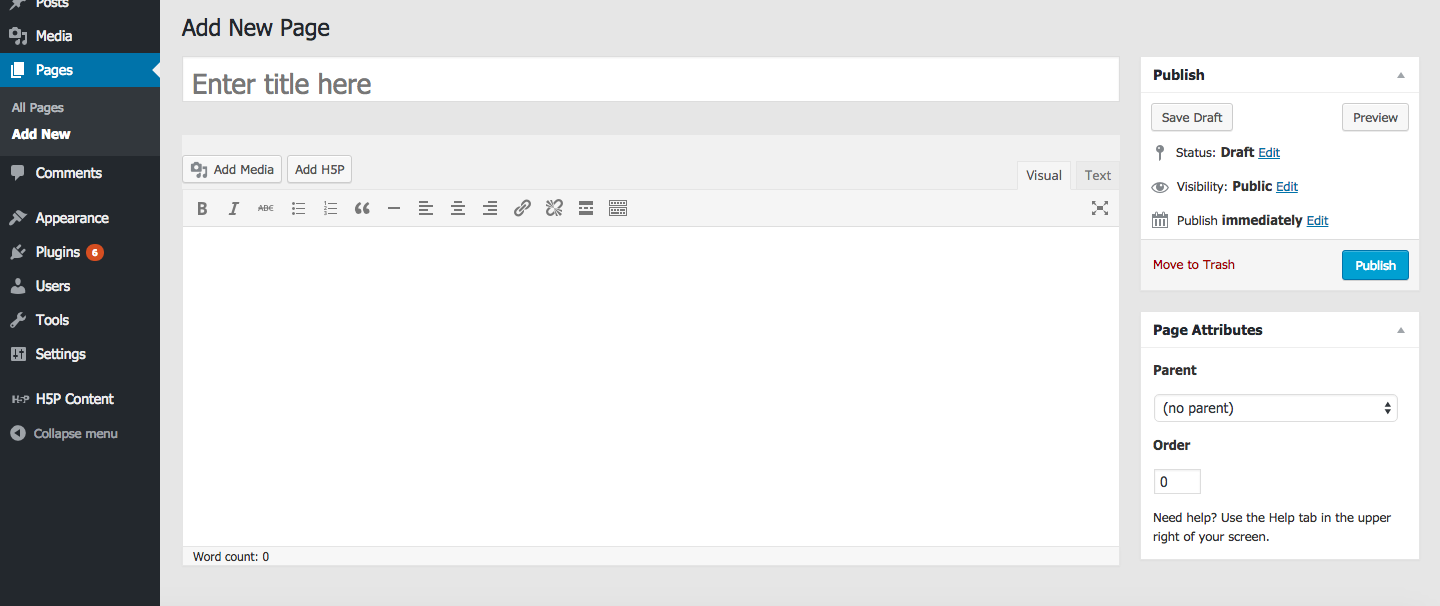 Posts
Media
Pages
All Pages
Add New
Comments
Appearance
Plugins 6
Users
Tools
Settings
H5P H5P Content
Collapse menu
Add New Page
Enter title here
Add Media Add H5P
Visual Text
B I ABC
Word count: 0
Publish
Save Draft Preview
Status: Draft Edit
Visibility: Public Edit
Publish immediately Edit
Move to Trash Publish
Page Attributes
Parent
(no parent)
Order
0
Need help? Use the Help tab in the upper
right of your screen.